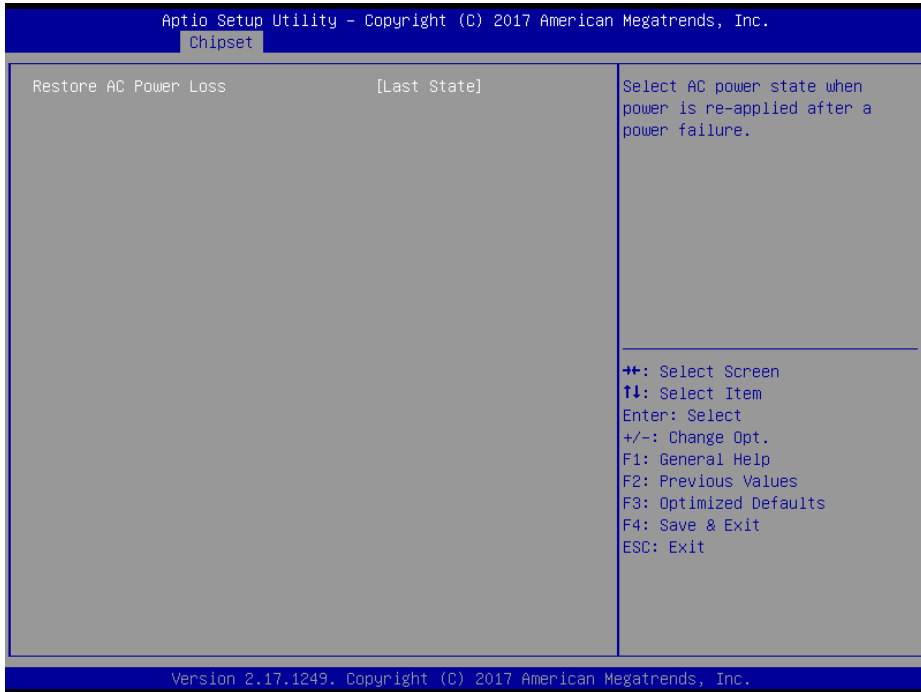 Aptio Setup Utility – Copyright (C) 2017 American Megatrends, Inc.
Chipset
Restore AC Power Loss [Last State]
Select AC power state when
power is re-applied after a
power failure.
→←: Select Screen
↑↓: Select Item
Enter: Select
+/-: Change Opt.
F1: General Help
F2: Previous Values
F3: Optimized Defaults
F4: Save & Exit
ESC: Exit
Version 2.17.1249. Copyright (C) 2017 American Megatrends, Inc.